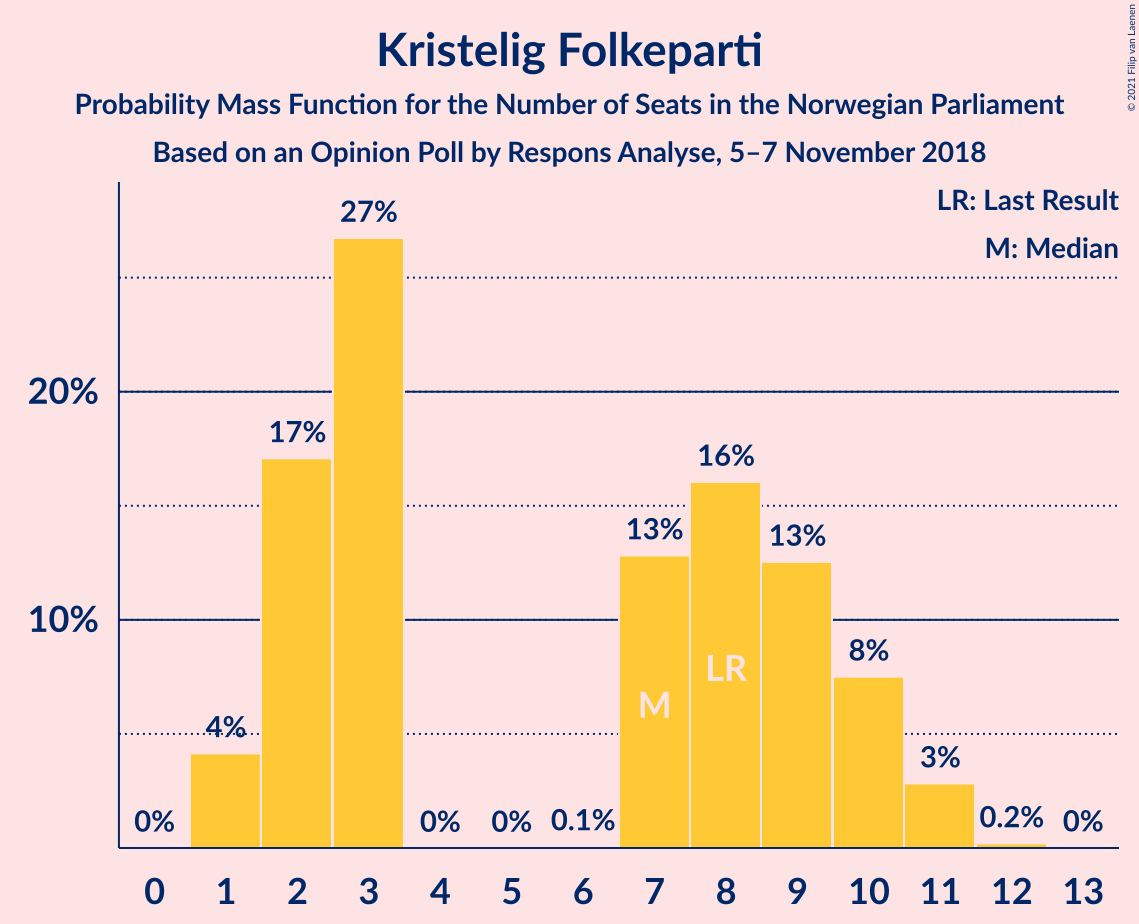 Kristelig Folkeparti
Probability Mass Function for the Number of Seats in the Norwegian Parliament
Based on an Opinion Poll by Respons Analyse, 5–7 November 2018
© 2021 Filip van Laenen
LR: Last Result
M: Median
27%
20%
17%
16%
13%
13%
10%
8%
LR
M
4%
3%
0%
0%
0%
0.1%
0.2%
0%
0 1 2 3 4 5 6 7 8 9 10 11 12 13